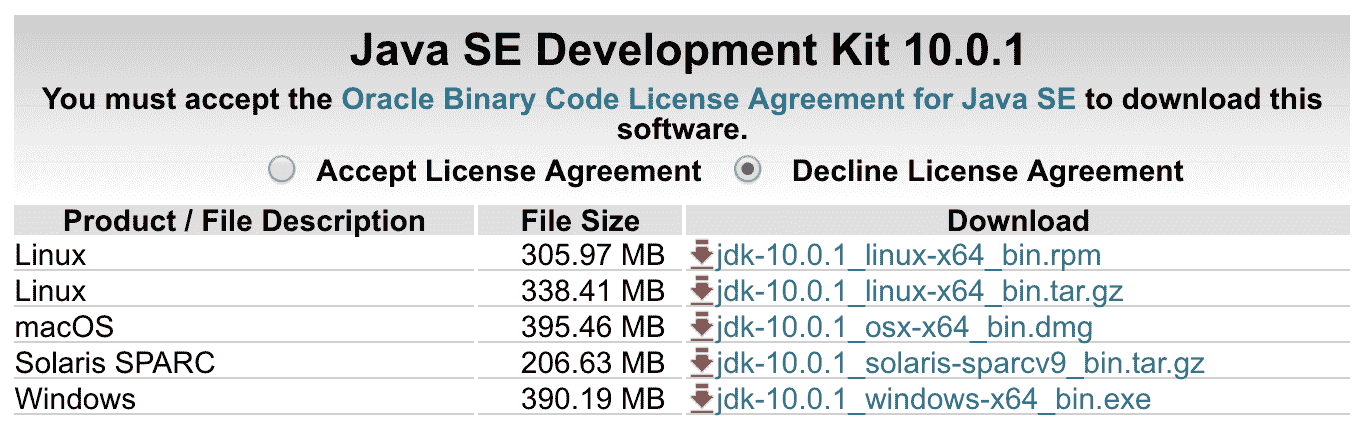 Java SE Development Kit 10.0.1
You must accept the Oracle Binary Code License Agreement for Java SE to download this
software.
Accept License Agreement Decline License Agreement
Product / File Description File Size Download
Linux 305.97 MB jdk-10.0.1_linux-x64_bin.rpm
Linux 338.41 MB jdk-10.0.1_linux-x64_bin.tar.gz
macOS 395.46 MB jdk-10.0.1_osx-x64_bin.dmg
Solaris SPARC 206.63 MB jdk-10.0.1_solaris-sparcv9_bin.tar.gz
Windows 390.19 MB jdk-10.0.1_windows-x64_bin.exe